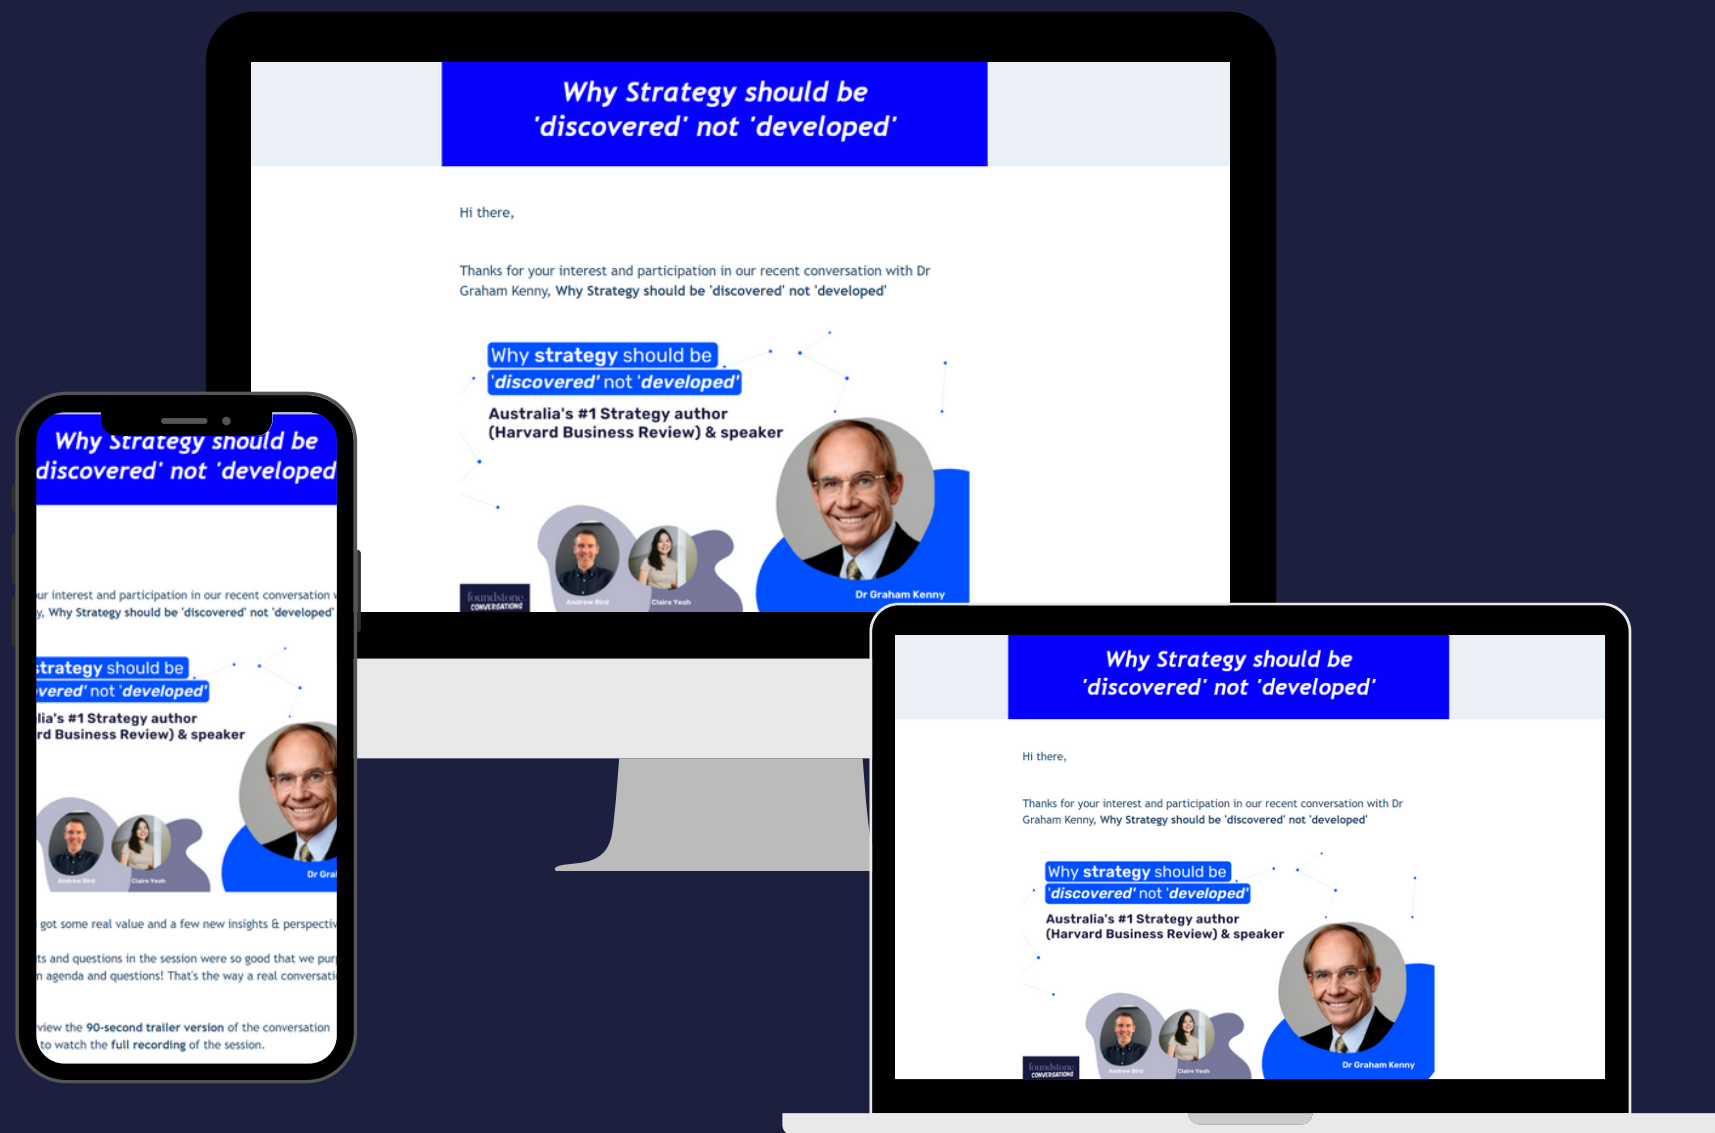 Why Strategy should be
'discovered' not 'developed'
Hi there,
Thanks for your interest and participation in our recent conversation with Dr
Graham Kenny, Why Strategy should be 'discovered' not 'developed'
Why strategy should be
'discovered' not 'developed'
Australia's #1 Strategy author
(Harvard Business Review) & speaker
Andrew Bird
Claire Yeoh
Dr Graham Kenny
foundstone
CONVERSATIONS
Why Strategy should be
discovered' not 'developed
ur interest and participation in our recent conversation
y, Why Strategy should be 'discovered' not 'developed'
strategy should be
vered' not 'developed'
lia's #1 Strategy author
rd Business Review) & speaker
Andrew Bird
Claire Yeoh
Dr Gra
got some real value and a few new insights & perspectiv
ts and questions in the session were so good that we pur
n agenda and questions! That's the way a real conversati
view the 90-second trailer version of the conversation
to watch the full recording of the session.
Why Strategy should be
'discovered' not 'developed'
Hi there,
Thanks for your interest and participation in our recent conversation with Dr
Graham Kenny, Why Strategy should be 'discovered' not 'developed'
Why strategy should be
'discovered' not 'developed'
Australia's #1 Strategy author
(Harvard Business Review) & speaker
Andrew Bird
Claire Yeoh
Dr Graham Kenny
foundstone
CONVERSATIONS